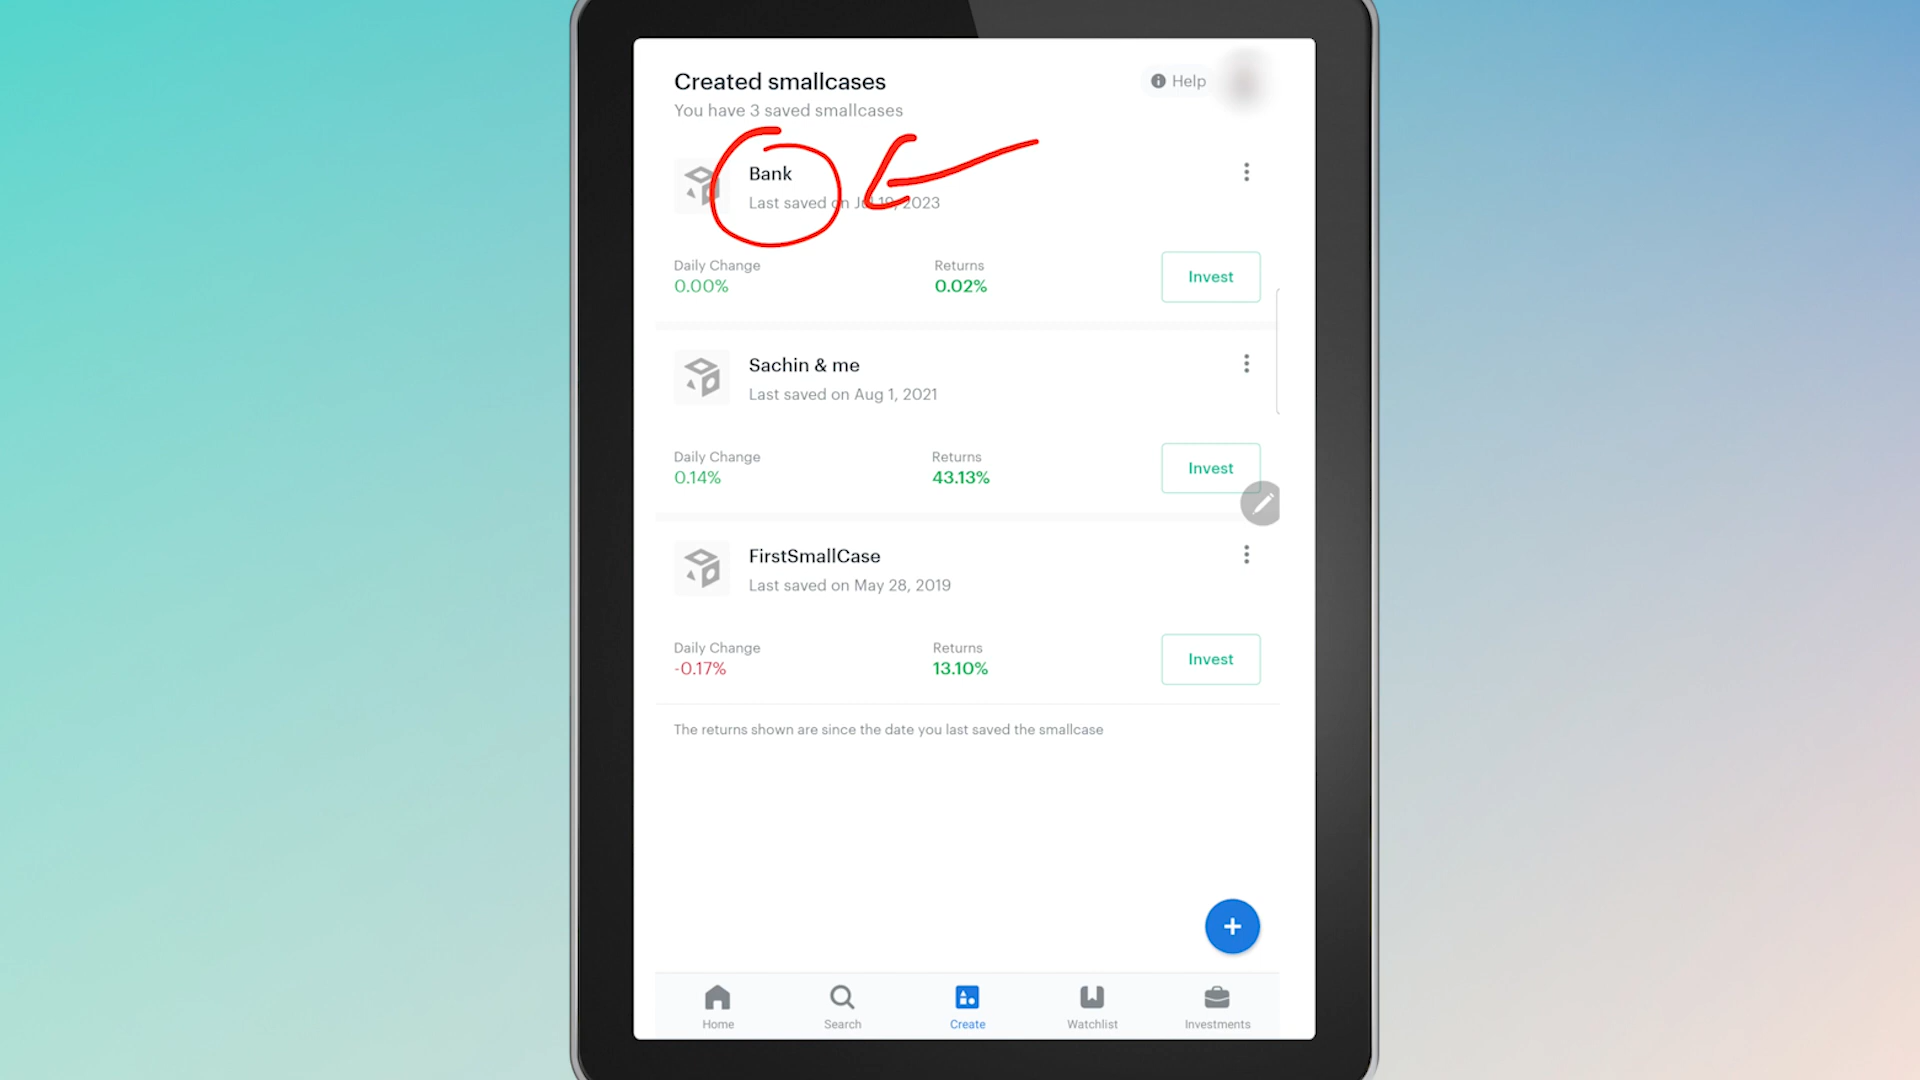 Created smallcases
Help
You have 3 saved smallcases
Bank
Last saved on Jul 19, 2023
Daily Change
Returns
0.00%
0.02%
Invest
Sachin & me
Last saved on Aug 1, 2021
Daily Change
Returns
0.14%
43.13%
Invest
FirstSmallCase
Last saved on May 28, 2019
Daily Change
Returns
-0.17%
13.10%
Invest
The returns shown are since the date you last saved the smallcase
Home
Search
Create
Watchlist
Investments